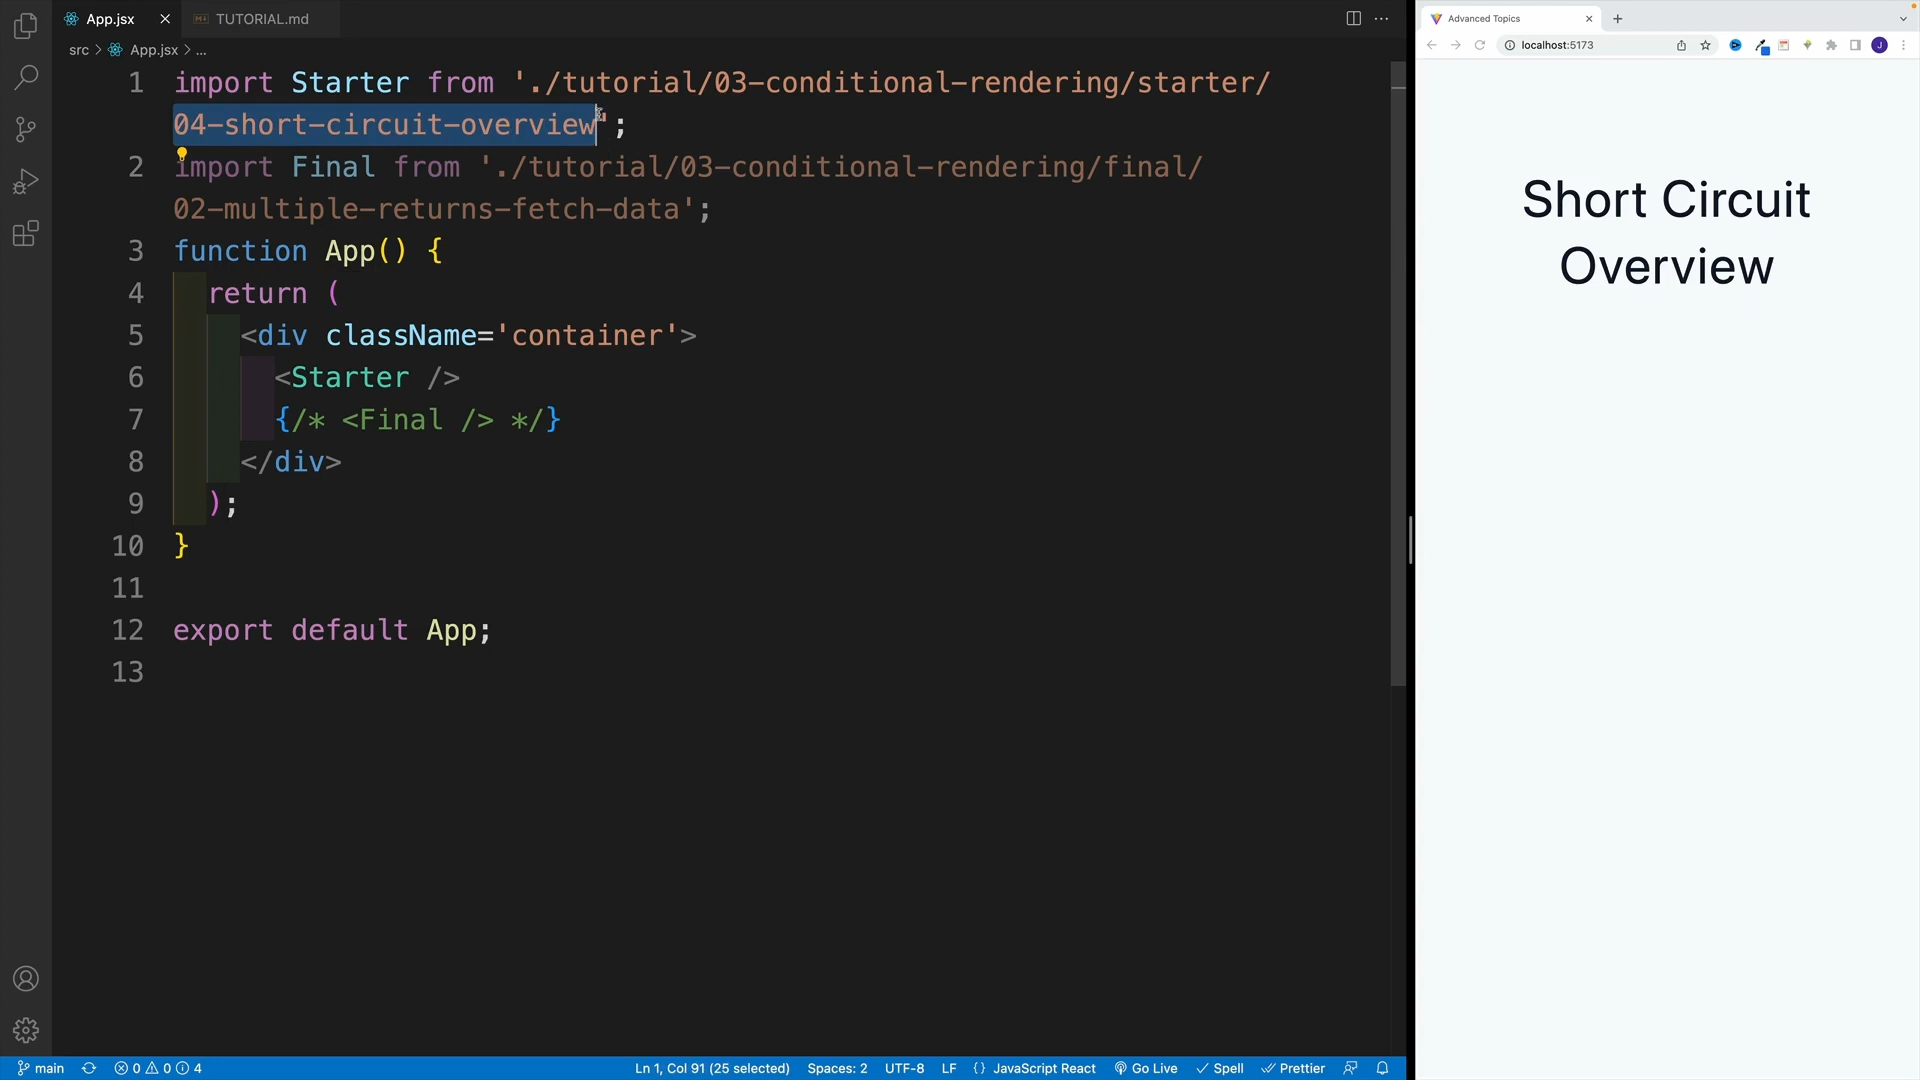 App.jsx
TUTORIAL.md
src > App.jsx > ...
1 import Starter from './tutorial/03-conditional-rendering/starter/
04-short-circuit-overview';
2 import Final from './tutorial/03-conditional-rendering/final/
02-multiple-returns-fetch-data';
3 function App() {
4 return (
5 <div className='container'>
6 <Starter />
7 {/* <Final /> */}
8 </div>
9 );
10 }
11
12 export default App;
13
main 0 0 4 Ln 1, Col 91 (25 selected) Spaces: 2 UTF-8 LF {} JavaScript React Go Live Spell Prettier
Advanced Topics
localhost:5173
J
Short Circuit
Overview